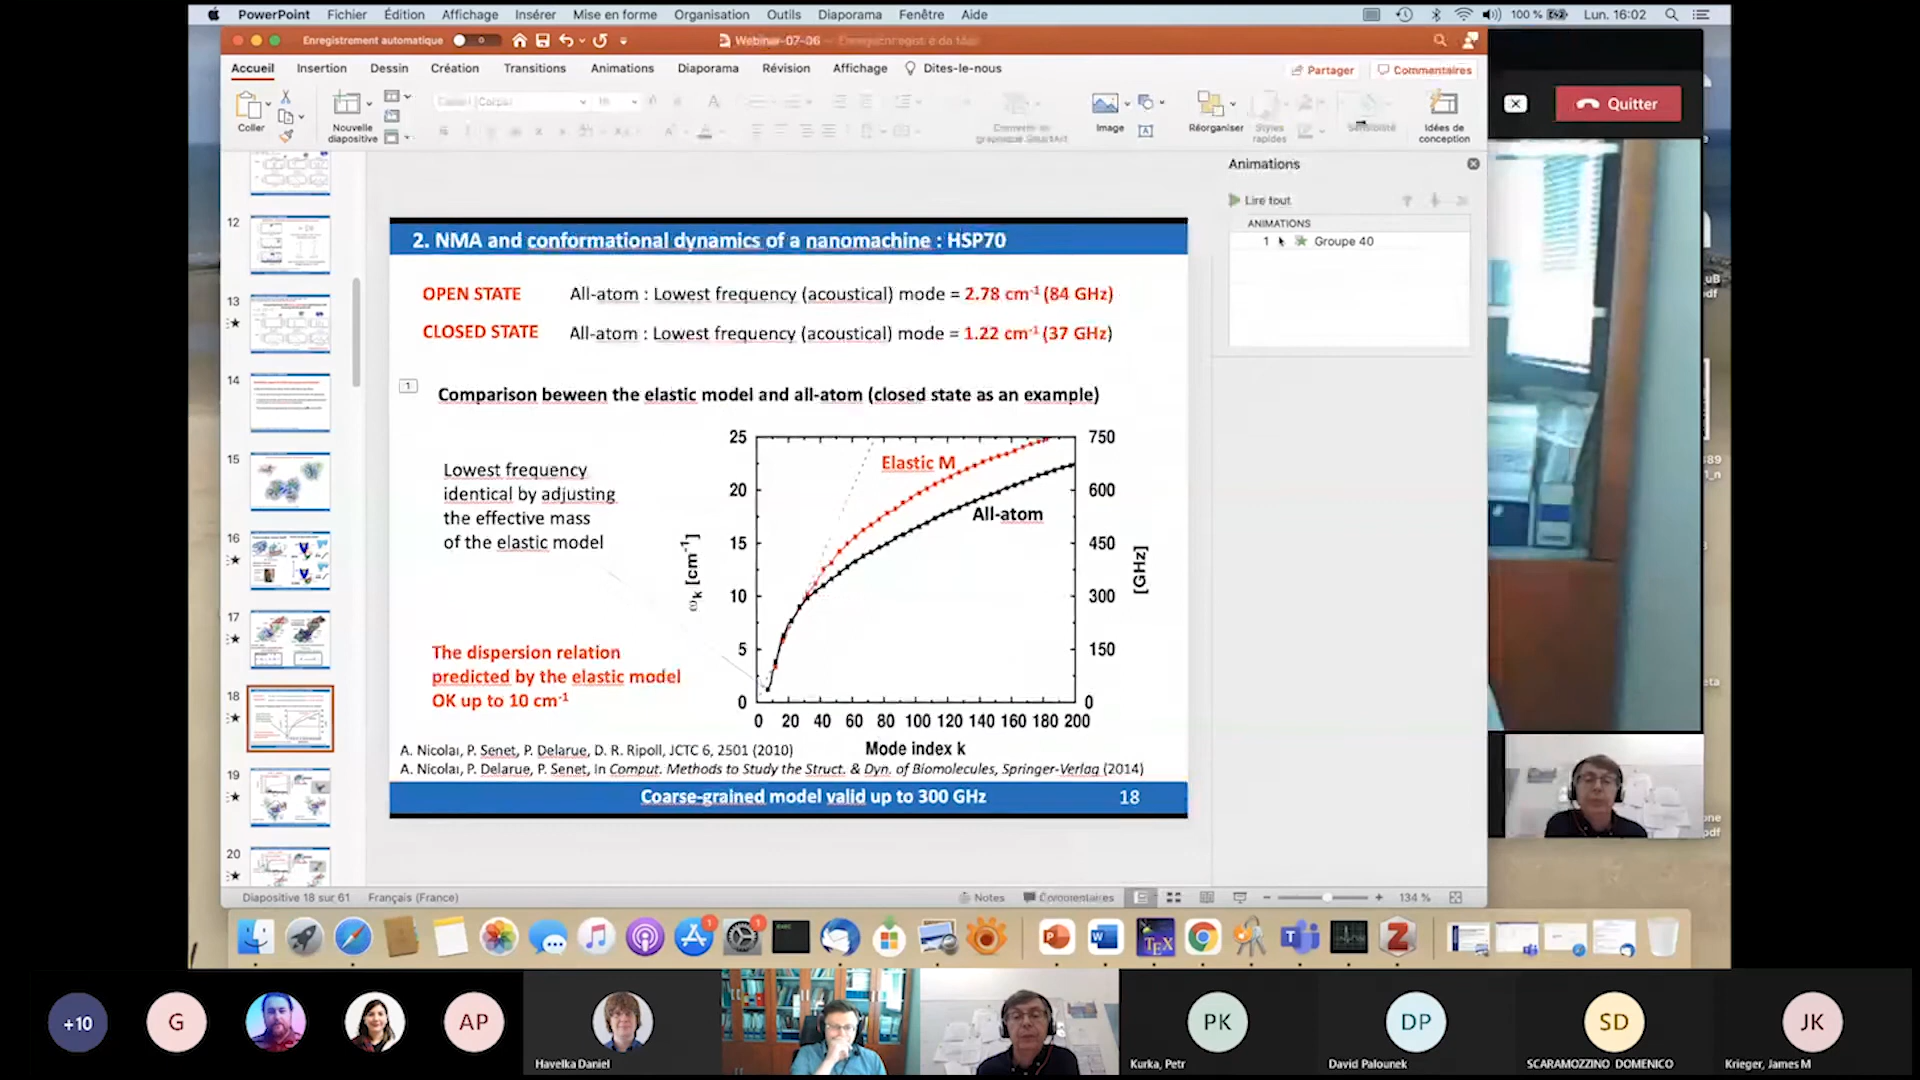 PowerPoint Fichier Édition Affichage Insérer Mise en forme Organisation Outils Diaporama Fenêtre Aide
100 % Lun. 16:02
Enregistrement automatique
Webinar-07-06
Accueil Insertion Dessin Création Transitions Animations Diaporama Révision Affichage Dites-le-nous
Partager Commentaires
Quitter
Coller
Nouvelle
diapositive
Image
Réorganiser
Styles
rapides
Idées de
conception
Animations
Lire tout
ANIMATIONS
1 Groupe 40
12
13
14
15
16
17
18
19
20
2. NMA and conformational dynamics of a nanomachine : HSP70
OPEN STATE All-atom : Lowest frequency (acoustical) mode = 2.78 cm-1 (84 GHz)
CLOSED STATE All-atom : Lowest frequency (acoustical) mode = 1.22 cm-1 (37 GHz)
1
Comparison beween the elastic model and all-atom (closed state as an example)
Lowest frequency
identical by adjusting
the effective mass
of the elastic model
The dispersion relation
predicted by the elastic model
OK up to 10 cm-1
25 750
Elastic M
20 600
All-atom
15 450
ωk [cm-1] [GHz]
10 300
5 150
0 0
0 20 40 60 80 100 120 140 160 180 200
Mode index k
A. Nicolaï, P. Senet, P. Delarue, D. R. Ripoll, JCTC 6, 2501 (2010)
A. Nicolaï, P. Delarue, P. Senet, in Comput. Methods to Study the Struct. & Dyn. of Biomolecules, Springer-Verlag (2014)
Coarse-grained model valid up to 300 GHz 18
Diapositive 18 sur 61 Français (France)
Notes Commentaires 134 %
+10
G
AP
Havelka Daniel
PK
Kurka, Petr
DP
David Palounek
SD
SCARAMOZZINO DOMENICO
JK
Krieger, James M